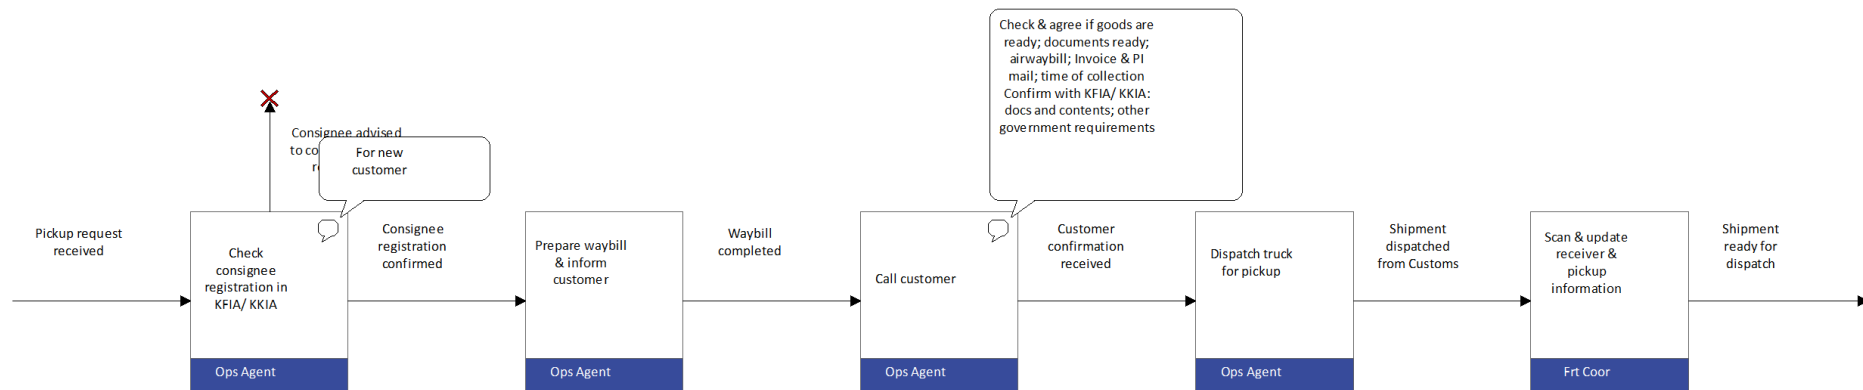 Check & agree if goods are
ready; documents ready;
airwaybill; Invoice & PI
mail; time of collection
Confirm with KFIA/ KKIA:
docs and contents; other
government requirements
Consignee advised
to
For new
customer
Pickup request
received
Check
consignee
registration in
KFIA/ KKIA
Ops Agent
Consignee
registration
confirmed
Prepare waybill
& inform
customer
Ops Agent
Waybill
completed
Call customer
Ops Agent
Customer
confirmation
received
Dispatch truck
for pickup
Ops Agent
Shipment
dispatched
from Customs
Scan & update
receiver &
pickup
information
Frt Coor
Shipment
ready for
dispatch